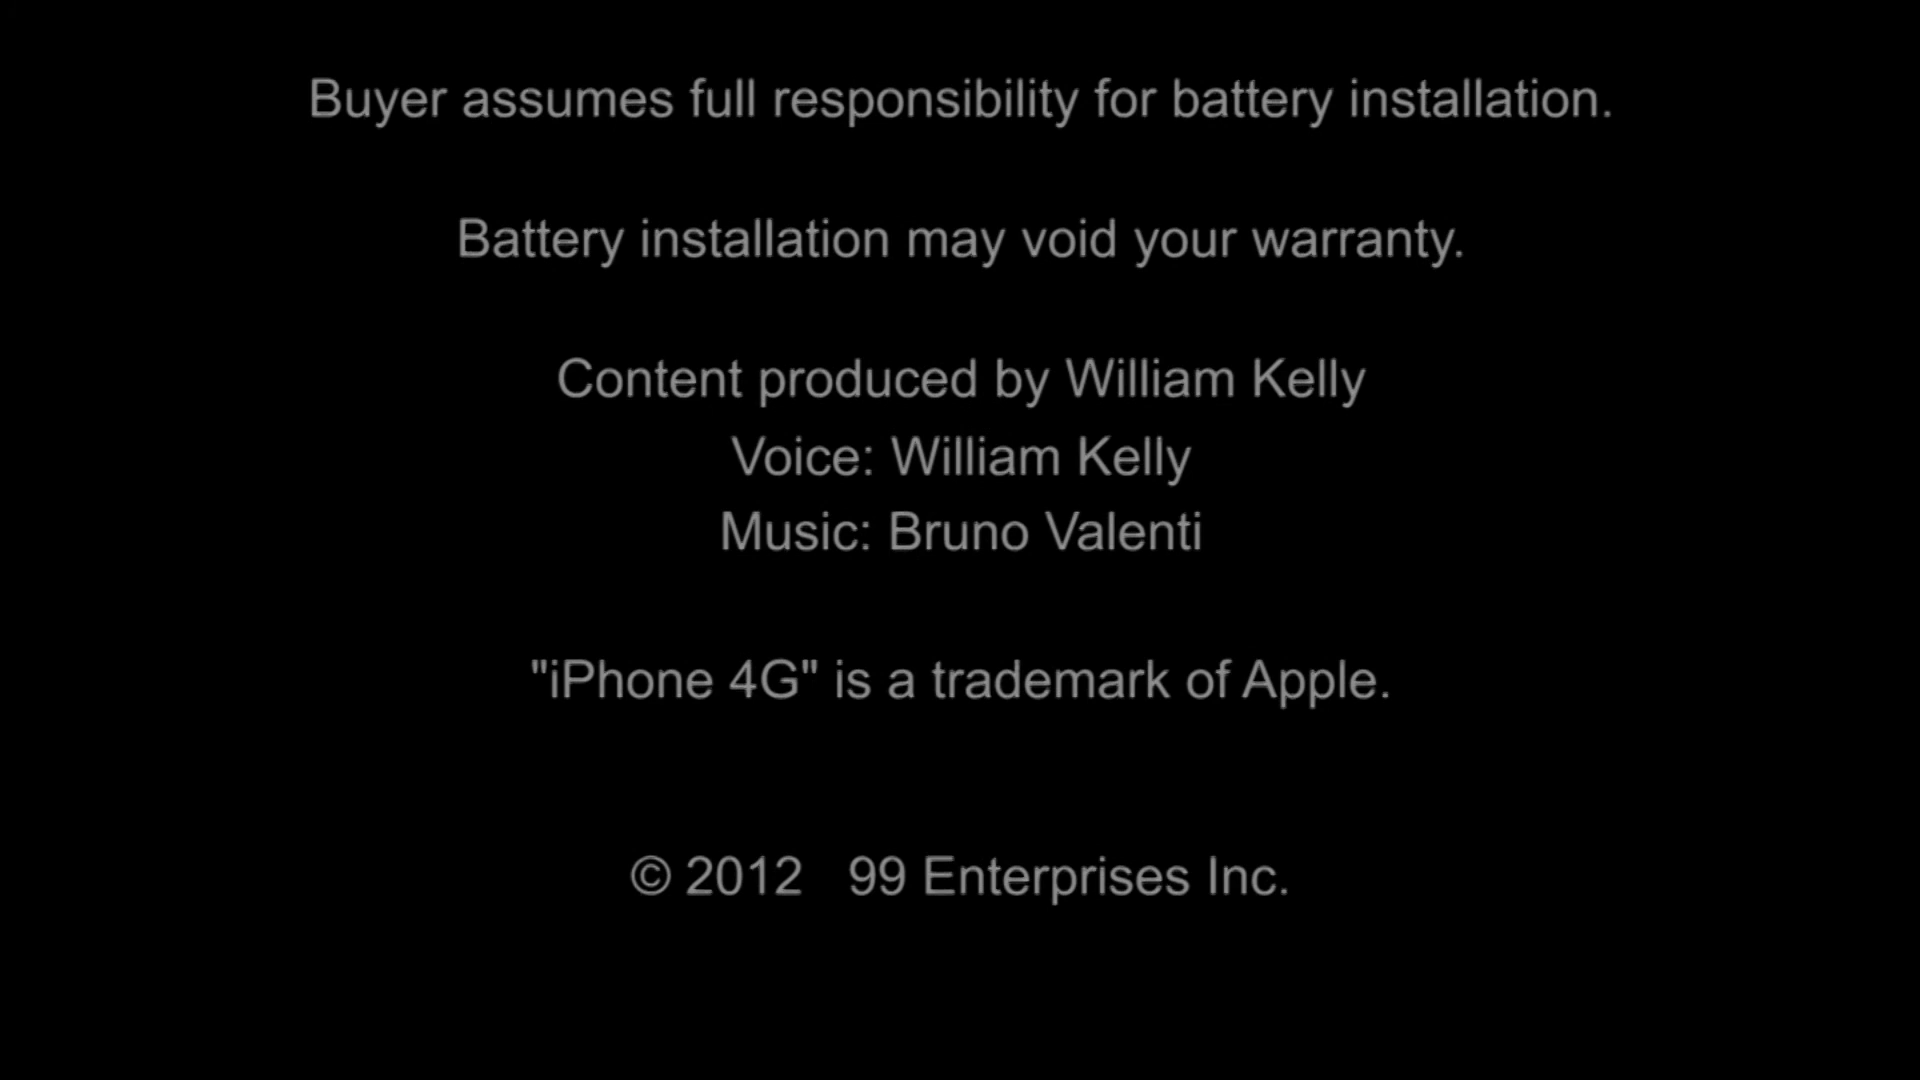 Buyer assumes full responsibility for battery installation.
Battery installation may void your warranty.
Content produced by William Kelly
Voice: William Kelly
Music: Bruno Valenti
"iPhone 4G" is a trademark of Apple.
© 2012   99 Enterprises Inc.